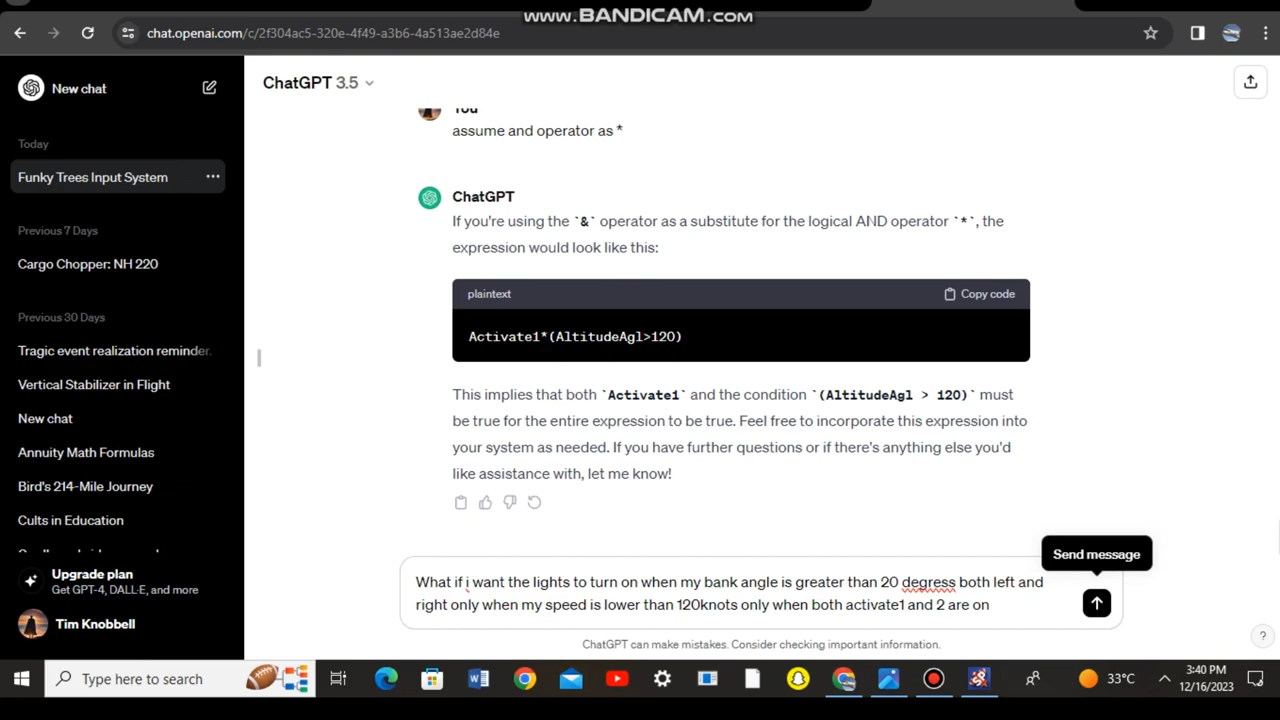 www.BANDICAM.com
chat.openai.com/c/2f304ac5-320e-4f49-a3b6-4a513ae2d84e
New chat
ChatGPT 3.5
Today
Funky Trees Input System
Previous 7 Days
Cargo Chopper: NH 220
Previous 30 Days
Tragic event realization reminder.
Vertical Stabilizer in Flight
New chat
Annuity Math Formulas
Bird's 214-Mile Journey
Cults in Education
Upgrade plan
Get GPT-4, DALL·E, and more
Tim Knobbell
You
assume and operator as *
ChatGPT
If you're using the `&` operator as a substitute for the logical AND operator `*`, the
expression would look like this:
plaintext
Copy code
Activate1*(AltitudeAgl>120)
This implies that both `Activate1` and the condition `(AltitudeAgl > 120)` must
be true for the entire expression to be true. Feel free to incorporate this expression into
your system as needed. If you have further questions or if there's anything else you'd
like assistance with, let me know!
Send message
What if i want the lights to turn on when my bank angle is greater than 20 degress both left and
right only when my speed is lower than 120knots only when both activate1 and 2 are on
ChatGPT can make mistakes. Consider checking important information.
?
Type here to search
33°C
3:40 PM
12/16/2023